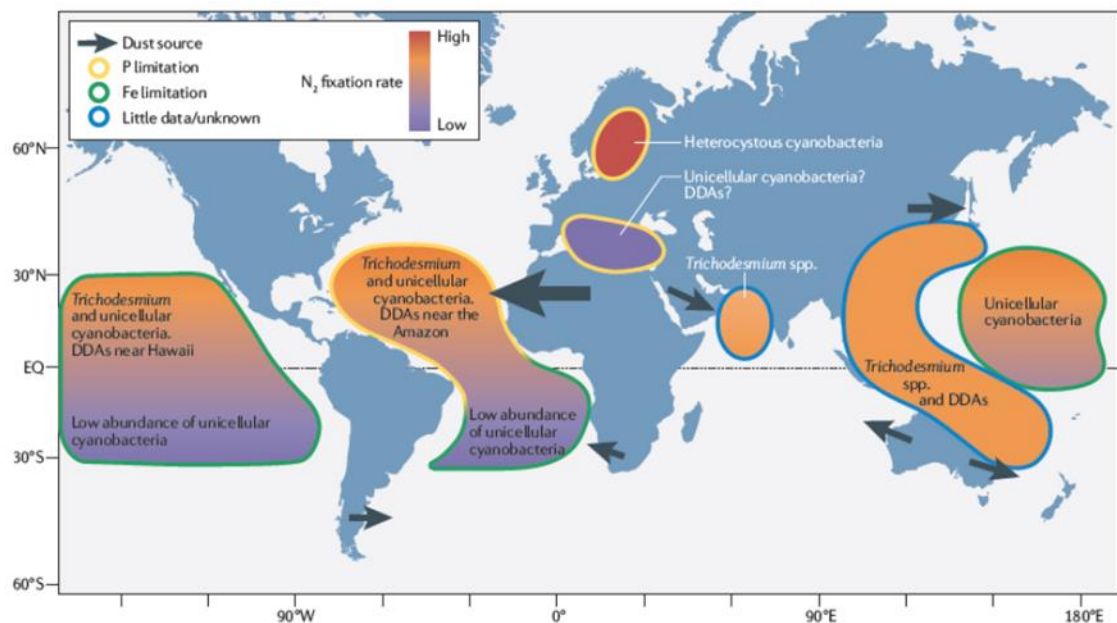 Dust source
P limitation
Fe limitation
Little data/unknown
N2 fixation rate
High
Low
60°N
30°N
EQ
30°S
60°S
90°W
0°
90°E
180°E
Heterocystous cyanobacteria
Unicellular cyanobacteria?
DDAs?
Trichodesmium spp.
Trichodesmium
and unicellular
cyanobacteria.
DDAs near Hawaii
Low abundance of unicellular
cyanobacteria
Trichodesmium
and unicellular
cyanobacteria.
DDAs near the
Amazon
Low abundance
of unicellular
cyanobacteria
Unicellular
cyanobacteria
Trichodesmium
spp.
and DDAs